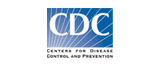 CDC
CENTERS FOR DISEASE
CONTROL AND PREVENTION